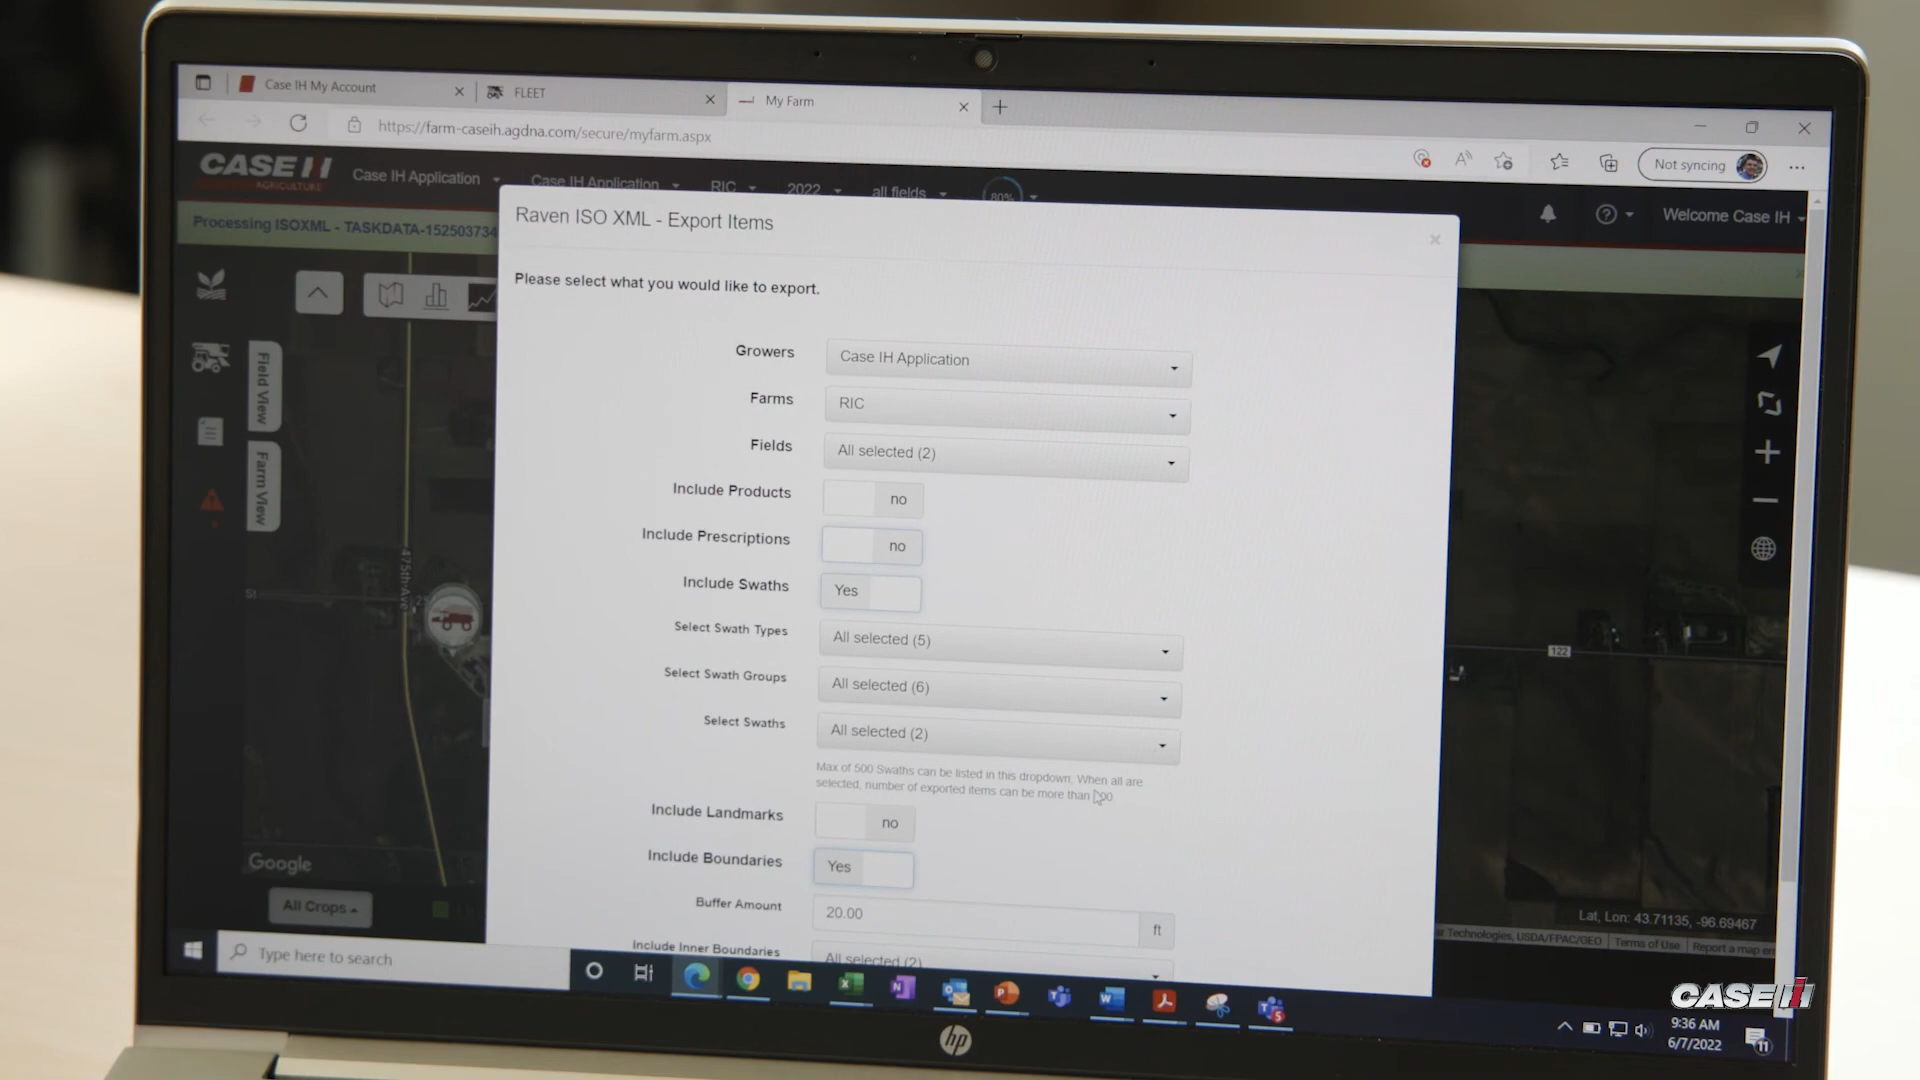 Case IH My Account
FLEET
My Farm
https://farm-caseih.agdna.com/secure/myfarm.aspx
Not syncing
CASE IH
AGRICULTURE
Case IH Application
Case IH Application
RIC
2022
all fields
80%
Welcome Case IH
Processing ISOXML - TASKDATA-152503734
Raven ISO XML - Export Items
Please select what you would like to export.
Growers
Case IH Application
Farms
RIC
Fields
All selected (2)
Include Products
no
Include Prescriptions
no
Include Swaths
Yes
Select Swath Types
All selected (5)
Select Swath Groups
All selected (6)
Select Swaths
All selected (2)
Max of 500 Swaths can be listed in this dropdown. When all are
selected, number of exported items can be more than
Include Landmarks
no
Include Boundaries
Yes
Buffer Amount
20.00
ft
Include Inner Boundaries
All selected (2)
Field View
Farm View
475th Ave
St
122
Google
All Crops
Lat, Lon: 43.71135, -96.69467
Technologies, USDA/FPAC/GEO
Terms of Use
Report a map
Type here to search
9:36 AM
6/7/2022
11
CASE IH
hp